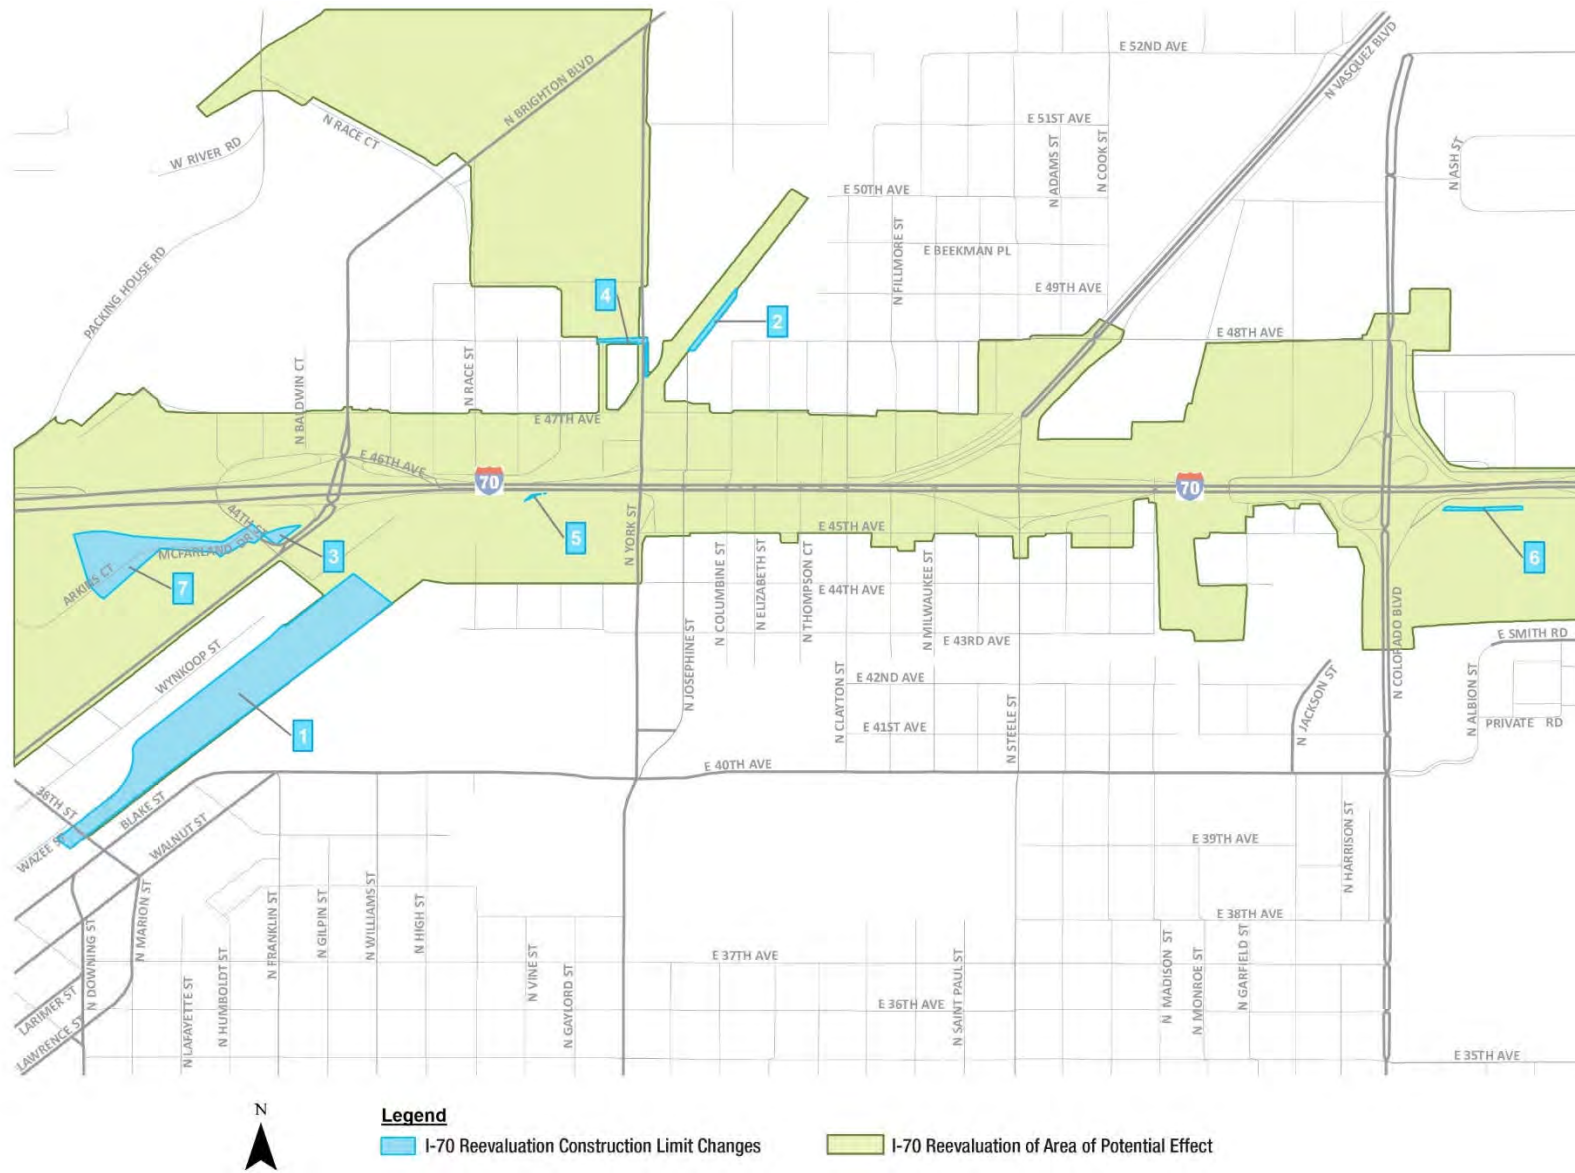 E 52ND AVE
N VASQUEZ BLVD
N BRIGHTON BLVD
N RACE CT
W RIVER RD
E 51ST AVE
N ADAMS ST
N COOK ST
N ASH ST
E 50TH AVE
N FILLMORE ST
E BEEKMAN PL
PACKING HOUSE RD
E 49TH AVE
4
2
E 48TH AVE
N BALDWIN CT
N RACE ST
E 47TH AVE
E 46TH AVE
70
70
44TH ST
MCFARLAND DR
3
5
N YORK ST
E 45TH AVE
6
ARKINS CT
7
N COLUMBINE ST
N ELIZABETH ST
N THOMPSON CT
E 44TH AVE
N MILWAUKEE ST
N COLORADO BLVD
E 43RD AVE
E SMITH RD
WYNKOOP ST
N JOSEPHINE ST
N CLAYTON ST
E 42ND AVE
N STEELE ST
N JACKSON ST
N ALBION ST
1
E 41ST AVE
PRIVATE RD
E 40TH AVE
38TH ST
BLAKE ST
WALNUT ST
WAZEE S
E 39TH AVE
N HARRISON ST
N DOWNING ST
N MARION ST
N FRANKLIN ST
N GILPIN ST
N WILLIAMS ST
N HIGH ST
E 38TH AVE
N LAFAYETTE ST
N HUMBOLDT ST
N VINE ST
N GAYLORD ST
E 37TH AVE
N SAINT PAUL ST
N MADISON ST
N MONROE ST
N GARFIELD ST
E 36TH AVE
LARIMER ST
LAWRENCE ST
E 35TH AVE
N
Legend
I-70 Reevaluation Construction Limit Changes
I-70 Reevaluation of Area of Potential Effect